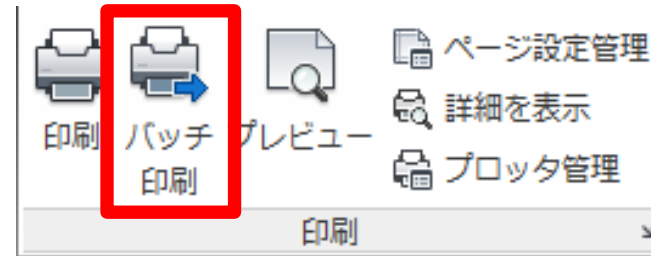 印刷
バッチ
印刷
プレビュー
ページ設定管理
詳細を表示
プロッタ管理
印刷